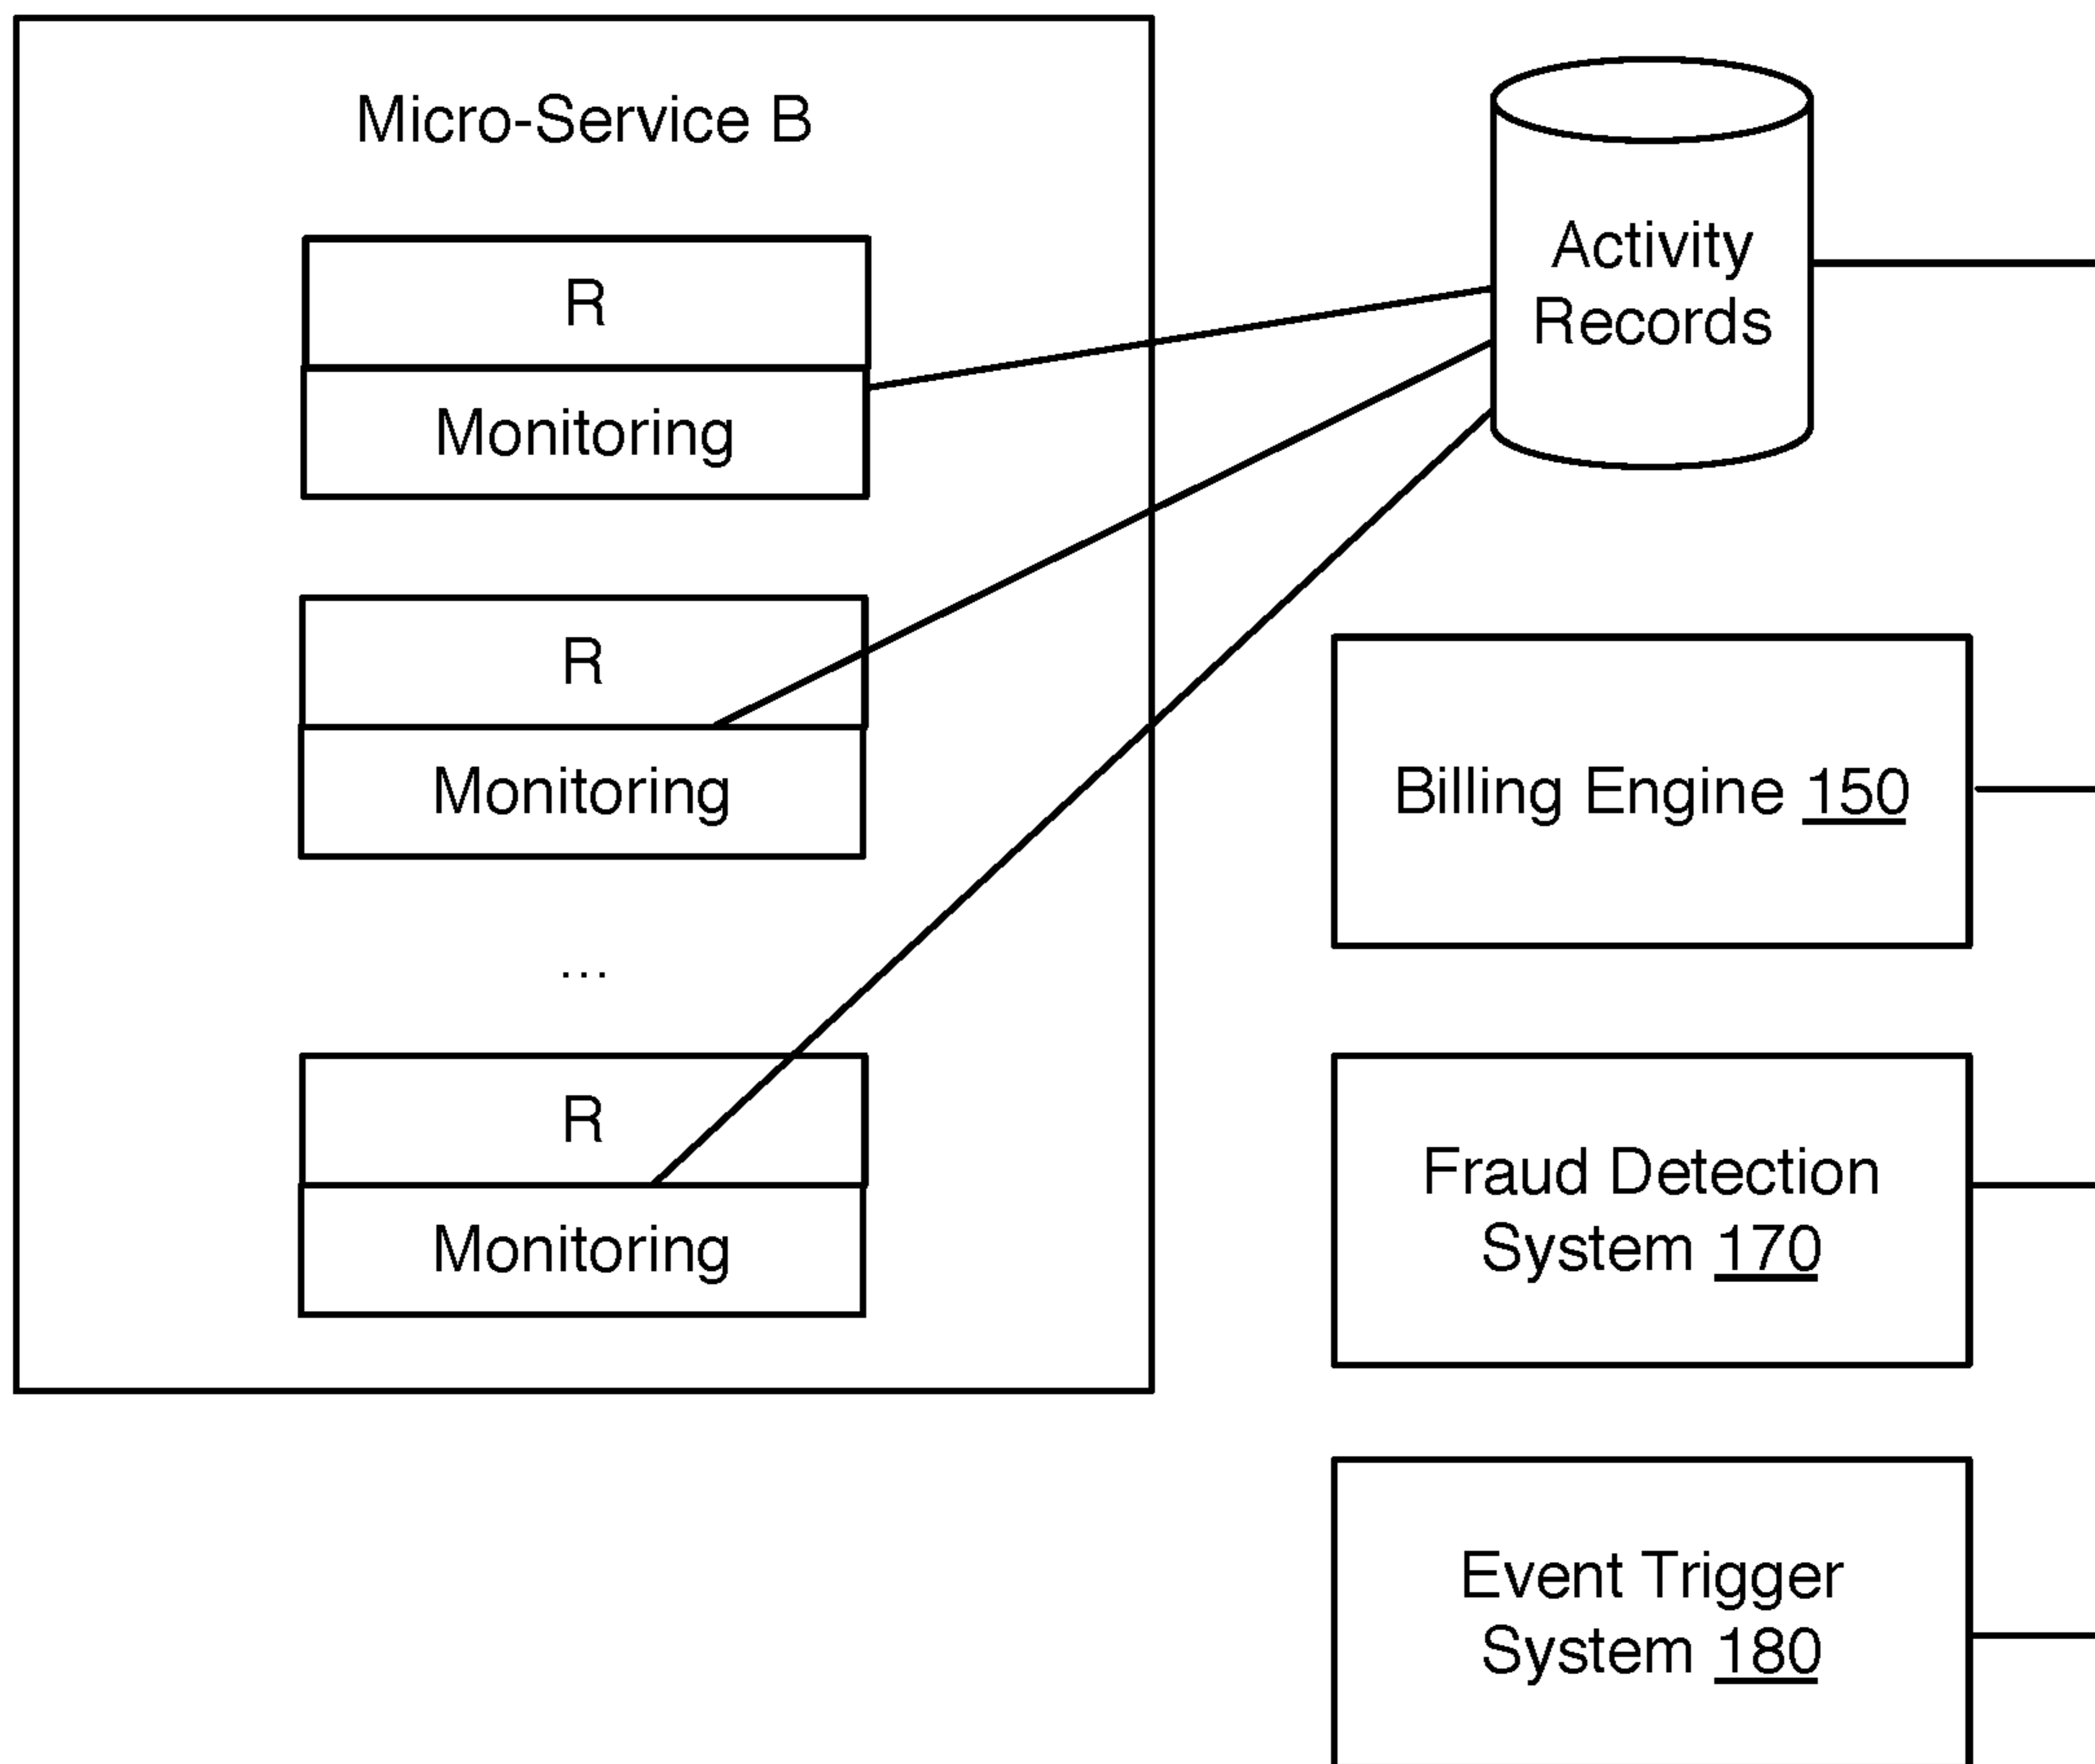 Micro-Service B
R
Monitoring
R
Monitoring
...
R
Monitoring
Activity
Records
Billing Engine 150
Fraud Detection
System 170
Event Trigger
System 180